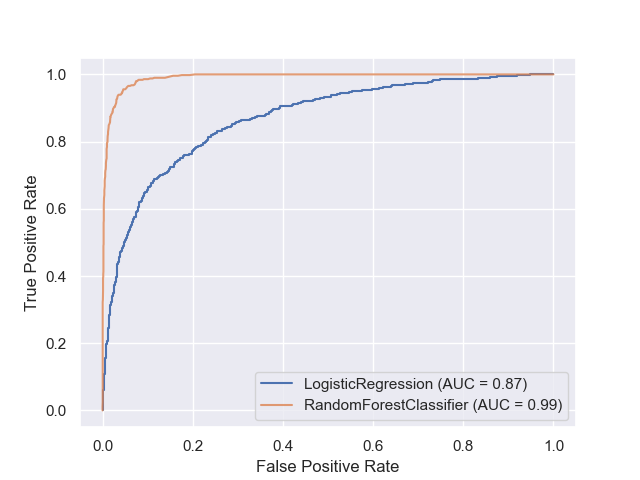 1.0
0.8
0.6
0.4
0.2
0.0
True Positive Rate
LogisticRegression (AUC = 0.87)
RandomForestClassifier (AUC = 0.99)
0.0 0.2 0.4 0.6 0.8 1.0
False Positive Rate